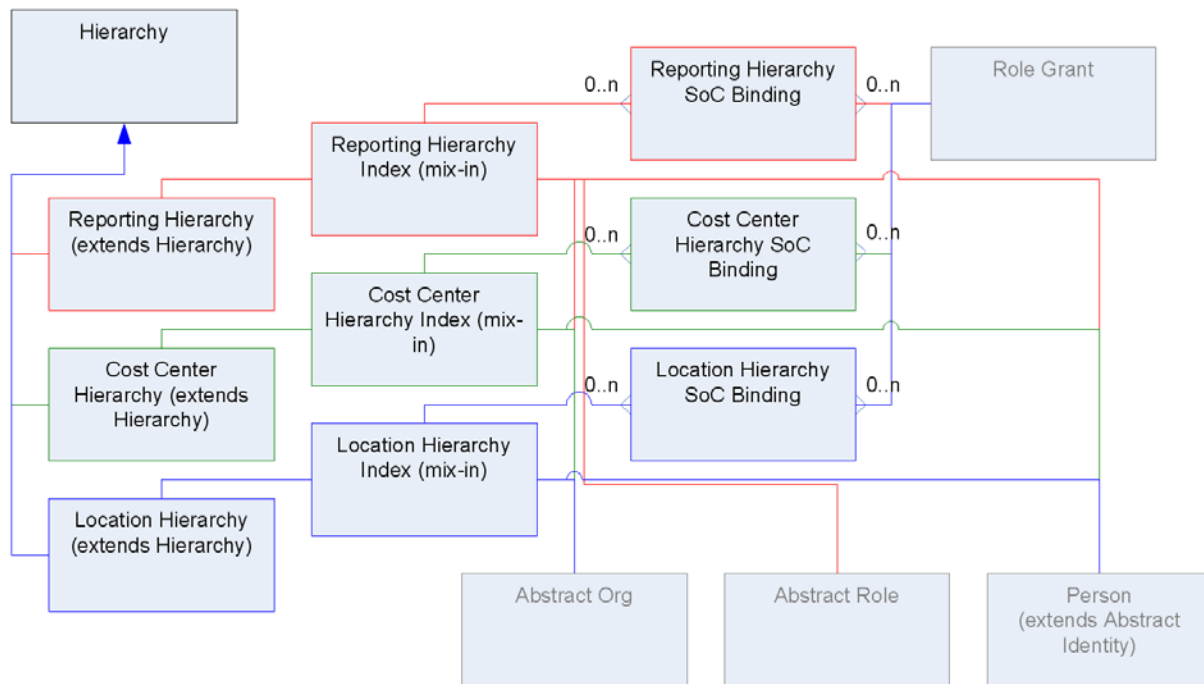 Hierarchy
Reporting Hierarchy
SoC Binding
Role Grant
0..n
0..n
Reporting Hierarchy
Index (mix-in)
Reporting Hierarchy
(extends Hierarchy)
Cost Center
Hierarchy SoC
Binding
0..n
0..n
Cost Center
Hierarchy Index (mix-
in)
Cost Center
Hierarchy (extends
Hierarchy)
Location Hierarchy
SoC Binding
0..n
0..n
Location Hierarchy
Index (mix-in)
Location Hierarchy
(extends Hierarchy)
Abstract Org
Abstract Role
Person
(extends Abstract
Identity)